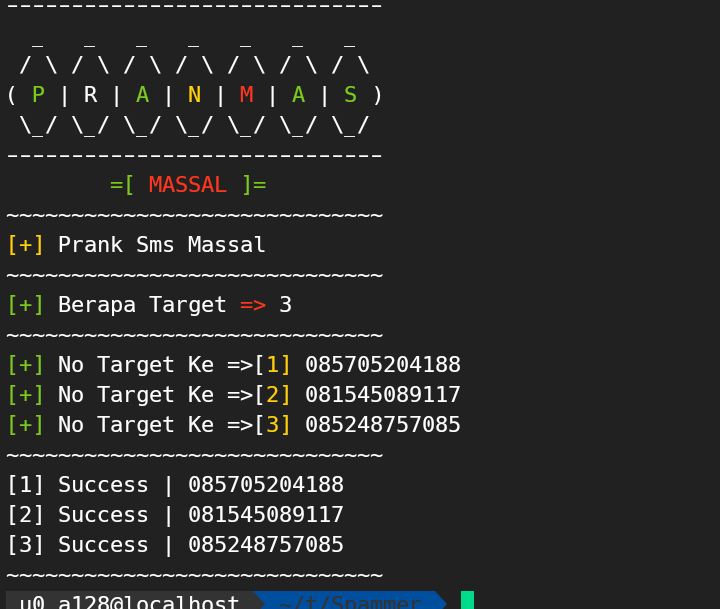 -----------------------------
  _   _   _   _   _   _   _
 / \ / \ / \ / \ / \ / \ / \
( P | R | A | N | M | A | S )
 \_/ \_/ \_/ \_/ \_/ \_/ \_/
-----------------------------
        =[ MASSAL ]=
~~~~~~~~~~~~~~~~~~~~~~~~~~~~~
[+] Prank Sms Massal
~~~~~~~~~~~~~~~~~~~~~~~~~~~~~
[+] Berapa Target => 3
~~~~~~~~~~~~~~~~~~~~~~~~~~~~~
[+] No Target Ke =>[1] 085705204188
[+] No Target Ke =>[2] 081545089117
[+] No Target Ke =>[3] 085248757085
~~~~~~~~~~~~~~~~~~~~~~~~~~~~~
[1] Success | 085705204188
[2] Success | 081545089117
[3] Success | 085248757085
~~~~~~~~~~~~~~~~~~~~~~~~~~~~~
u0_a128@localhost ~/t/Spammer